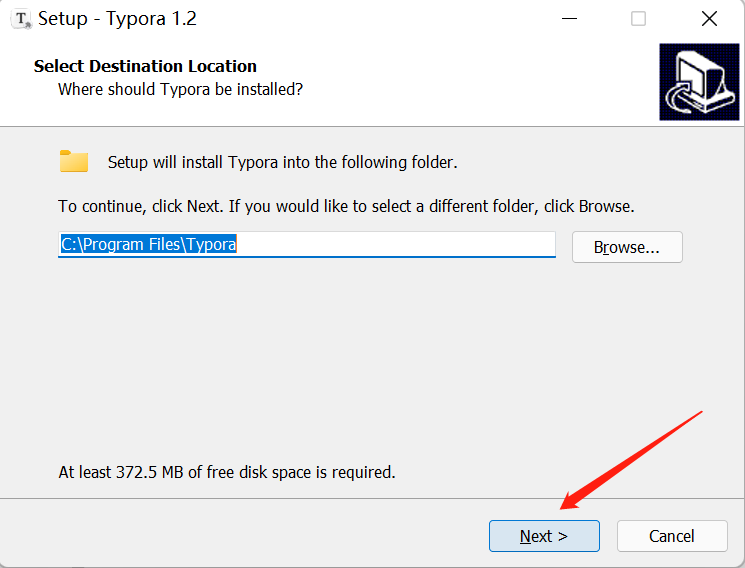 T Setup - Typora 1.2
Select Destination Location
Where should Typora be installed?
Setup will install Typora into the following folder.
To continue, click Next. If you would like to select a different folder, click Browse.
C:\Program Files\Typora
Browse...
At least 372.5 MB of free disk space is required.
Next >
Cancel